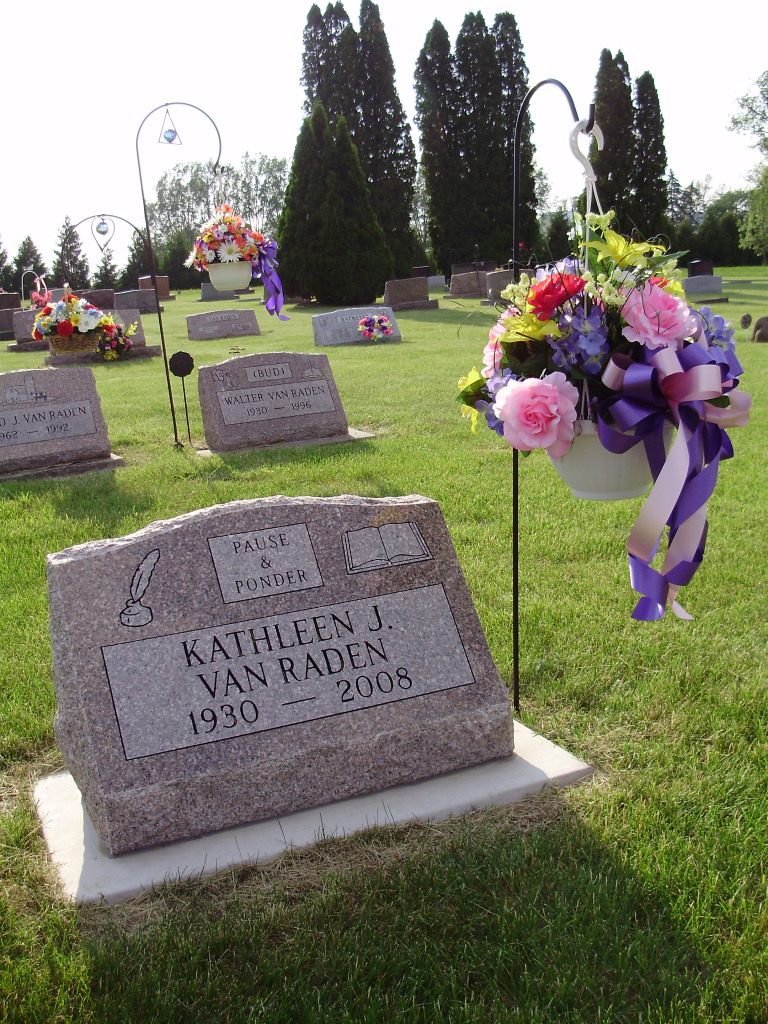 (BUD)
WALTER VAN RADEN
1930 — 1996
J. VAN RADEN
1962 — 1992
PAUSE
&
PONDER
KATHLEEN J.
VAN RADEN
1930 — 2008